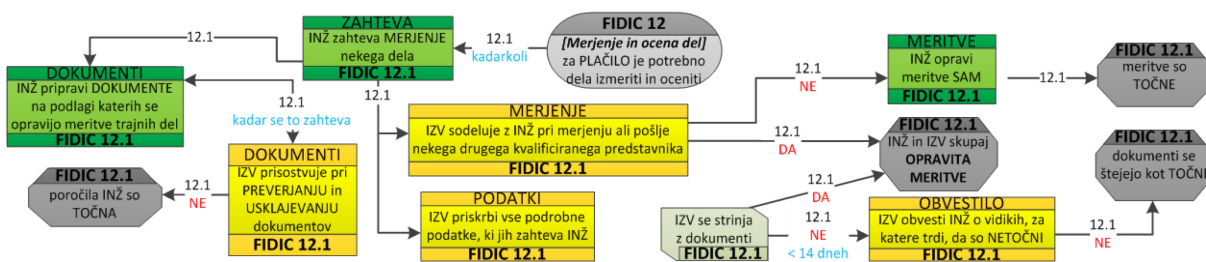 FIDIC 12
[Merjenje in ocena del]
za PLAČILO je potrebno
dela izmeriti in oceniti
12.1
kadarkoli
ZAHTEVA
INŽ zahteva MERJENJE
nekega dela
FIDIC 12.1
12.1
DOKUMENTI
INŽ pripravi DOKUMENTE
na podlagi katerih se
opravijo meritve trajnih del
FIDIC 12.1
12.1
kadar se to zahteva
DOKUMENTI
IZV prisostvuje pri
PREVERJANJU in
USKLAJEVANJU
dokumentov
FIDIC 12.1
12.1
NE
FIDIC 12.1
poročila INŽ so
TOČNA
12.1
MERJENJE
IZV sodeluje z INŽ pri merjenju ali pošlje
nekega drugega kvalificiranega predstavnika
FIDIC 12.1
PODATKI
IZV priskrbi vse podrobne
podatke, ki jih zahteva INŽ
FIDIC 12.1
12.1
NE
MERITVE
INŽ opravi
meritve SAM
FIDIC 12.1
12.1
FIDIC 12.1
meritve so
TOČNE
12.1
DA
FIDIC 12.1
INŽ in IZV skupaj
OPRAVITA
MERITVE
IZV se strinja
z dokumenti
FIDIC 12.1
12.1
DA
12.1
NE
< 14 dneh
OBVESTILO
IZV obvesti INŽ o vidikih, za
katere trdi, da so NETOČNI
FIDIC 12.1
12.1
NE
FIDIC 12.1
dokumenti se
štejejo kot TOČNI